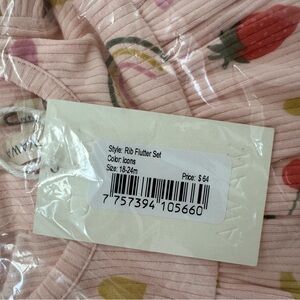 Style: Rib Flutter Set
Color: Icons
Size: 18-24m
Price: $ 64
7 757394 105660